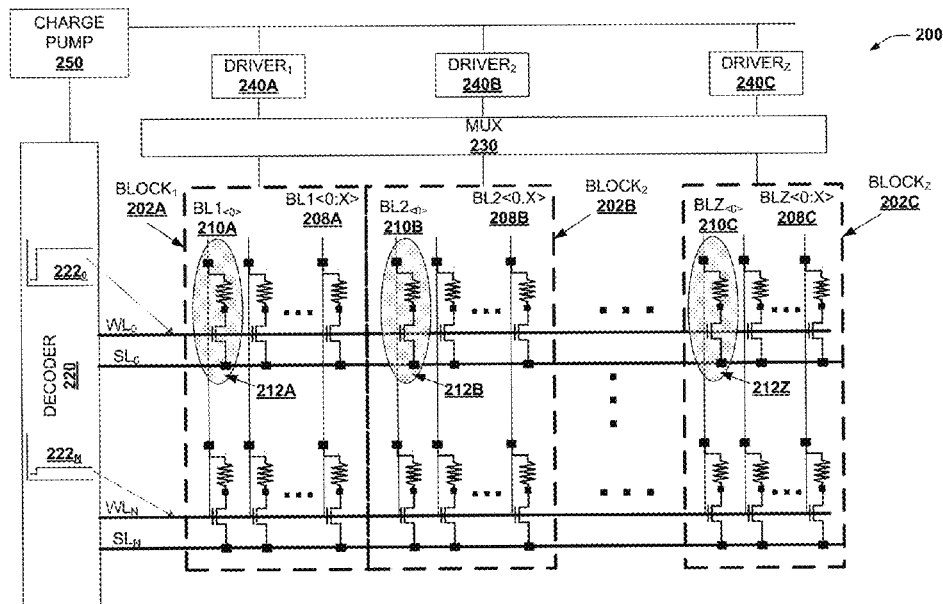 CHARGE
PUMP
250
200
DRIVER1
240A
DRIVER2
240B
DRIVERZ
240C
MUX
230
BLOCK1
202A
BL1<0>
210A
BL1<0:X>
208A
BL2<0>
210B
BL2<0:X>
208B
BLOCK2
202B
BLZ<0>
210C
BLZ<0:X>
208C
BLOCKZ
202C
2220
WL0
SL0
212A
212B
212Z
DECODER
220
222N
WLN
SLN